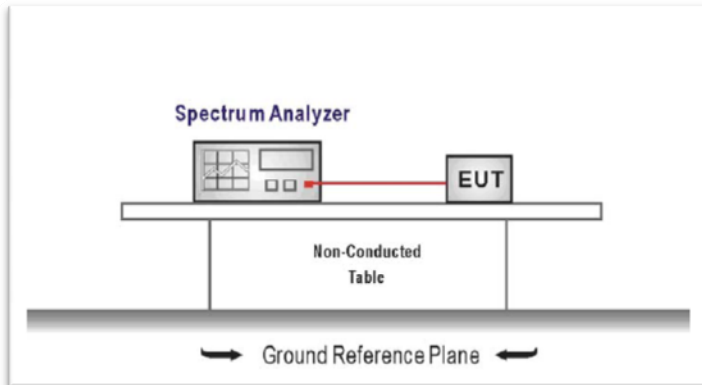 Spectrum Analyzer
EUT
Non-Conducted
Table
Ground Reference Plane